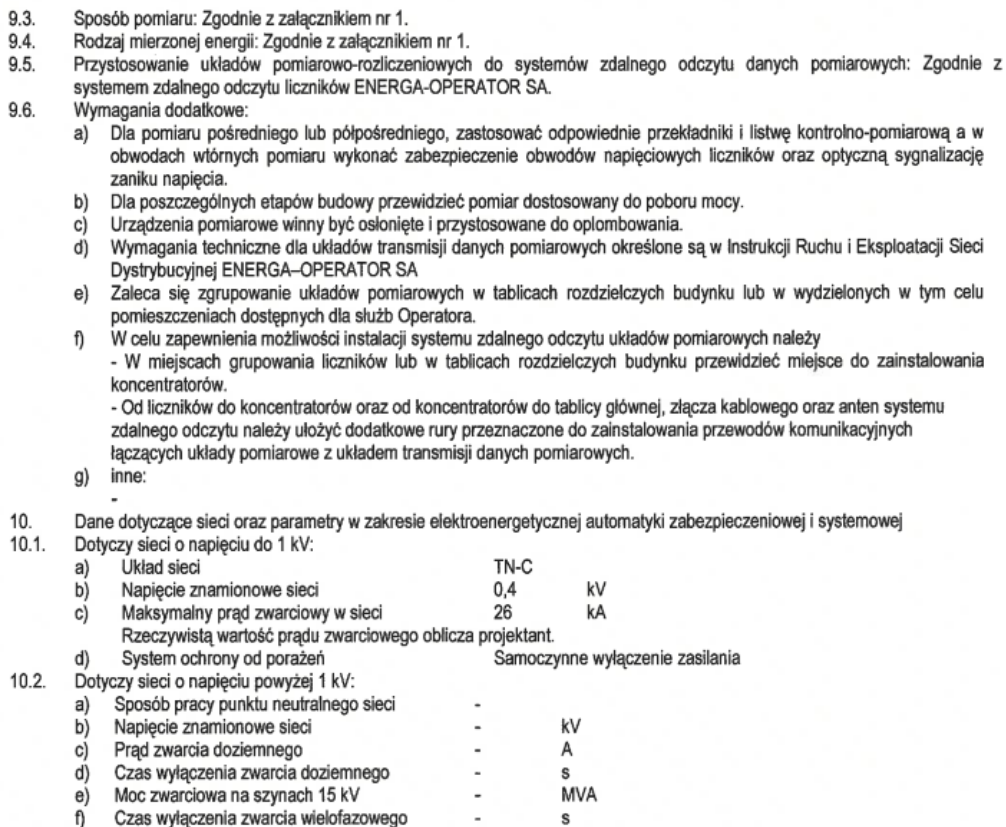 9.3. Sposób pomiaru: Zgodnie z załącznikiem nr 1.
9.4. Rodzaj mierzonej energii: Zgodnie z załącznikiem nr 1.
9.5. Przystosowanie układów pomiarowo-rozliczeniowych do systemów zdalnego odczytu danych pomiarowych: Zgodnie z
systemem zdalnego odczytu liczników ENERGA-OPERATOR SA.
9.6. Wymagania dodatkowe:
a) Dla pomiaru pośredniego lub półpośredniego, zastosować odpowiednie przekładniki i listwę kontrolno-pomiarową a w
obwodach wtórnych pomiaru wykonać zabezpieczenie obwodów napięciowych liczników oraz optyczną sygnalizację
zaniku napięcia.
b) Dla poszczególnych etapów budowy przewidzieć pomiar dostosowany do poboru mocy.
c) Urządzenia pomiarowe winny być osłonięte i przystosowane do oplombowania.
d) Wymagania techniczne dla układów transmisji danych pomiarowych określone są w Instrukcji Ruchu i Eksploatacji Sieci
Dystrybucyjnej ENERGA–OPERATOR SA
e) Zaleca się zgrupowanie układów pomiarowych w tablicach rozdzielczych budynku lub w wydzielonych w tym celu
pomieszczeniach dostępnych dla służb Operatora.
f) W celu zapewnienia możliwości instalacji systemu zdalnego odczytu układów pomiarowych należy
- W miejscach grupowania liczników lub w tablicach rozdzielczych budynku przewidzieć miejsce do zainstalowania
koncentratorów.
- Od liczników do koncentratorów oraz od koncentratorów do tablicy głównej, złącza kablowego oraz anten systemu
zdalnego odczytu należy ułożyć dodatkowe rury przeznaczone do zainstalowania przewodów komunikacyjnych
łączących układy pomiarowe z układem transmisji danych pomiarowych.
g) inne:
-
10. Dane dotyczące sieci oraz parametry w zakresie elektroenergetycznej automatyki zabezpieczeniowej i systemowej
10.1. Dotyczy sieci o napięciu do 1 kV:
a) Układ sieci TN-C
b) Napięcie znamionowe sieci 0,4 kV
c) Maksymalny prąd zwarciowy w sieci 26 kA
Rzeczywistą wartość prądu zwarciowego oblicza projektant.
d) System ochrony od porażeń Samoczynne wyłączenie zasilania
10.2. Dotyczy sieci o napięciu powyżej 1 kV:
a) Sposób pracy punktu neutralnego sieci -
b) Napięcie znamionowe sieci - kV
c) Prąd zwarcia doziemnego - A
d) Czas wyłączenia zwarcia doziemnego - s
e) Moc zwarciowa na szynach 15 kV - MVA
f) Czas wyłączenia zwarcia wielofazowego - s